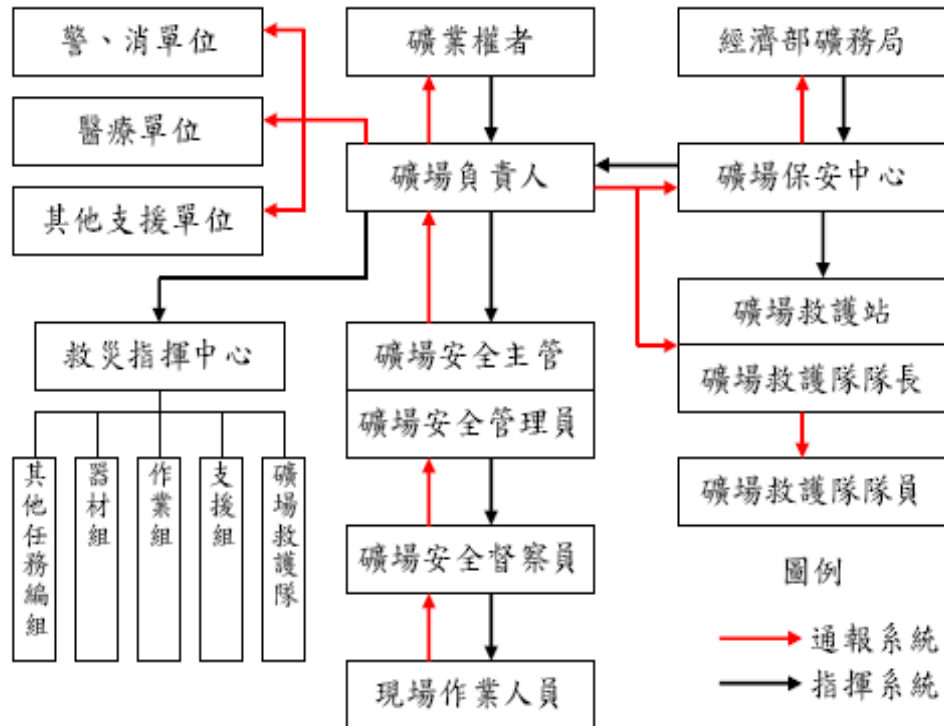 警、消單位
醫療單位
其他支援單位
礦業權者
經濟部礦務局
礦場負責人
礦場保安中心
救災指揮中心
其他任務編組
器材組
作業組
支援組
礦場救護隊
礦場安全主管
礦場安全管理員
礦場安全督察員
現場作業人員
礦場救護站
礦場救護隊隊長
礦場救護隊隊員
圖例
通報系統
指揮系統